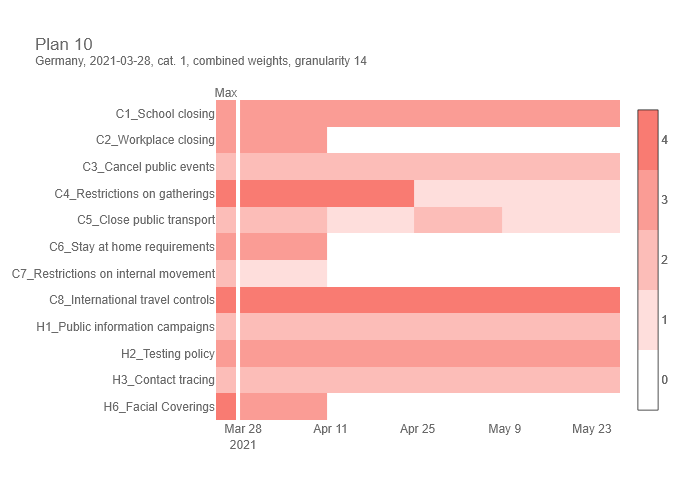 Plan 10
Germany, 2021-03-28, cat. 1, combined weights, granularity 14
Max
C1_School closing
C2_Workplace closing
C3_Cancel public events
C4_Restrictions on gatherings
C5_Close public transport
C6_Stay at home requirements
C7_Restrictions on internal movement
C8_International travel controls
H1_Public information campaigns
H2_Testing policy
H3_Contact tracing
H6_Facial Coverings
Mar 28 Apr 11 Apr 25 May 9 May 23
2021
4
3
2
1
0